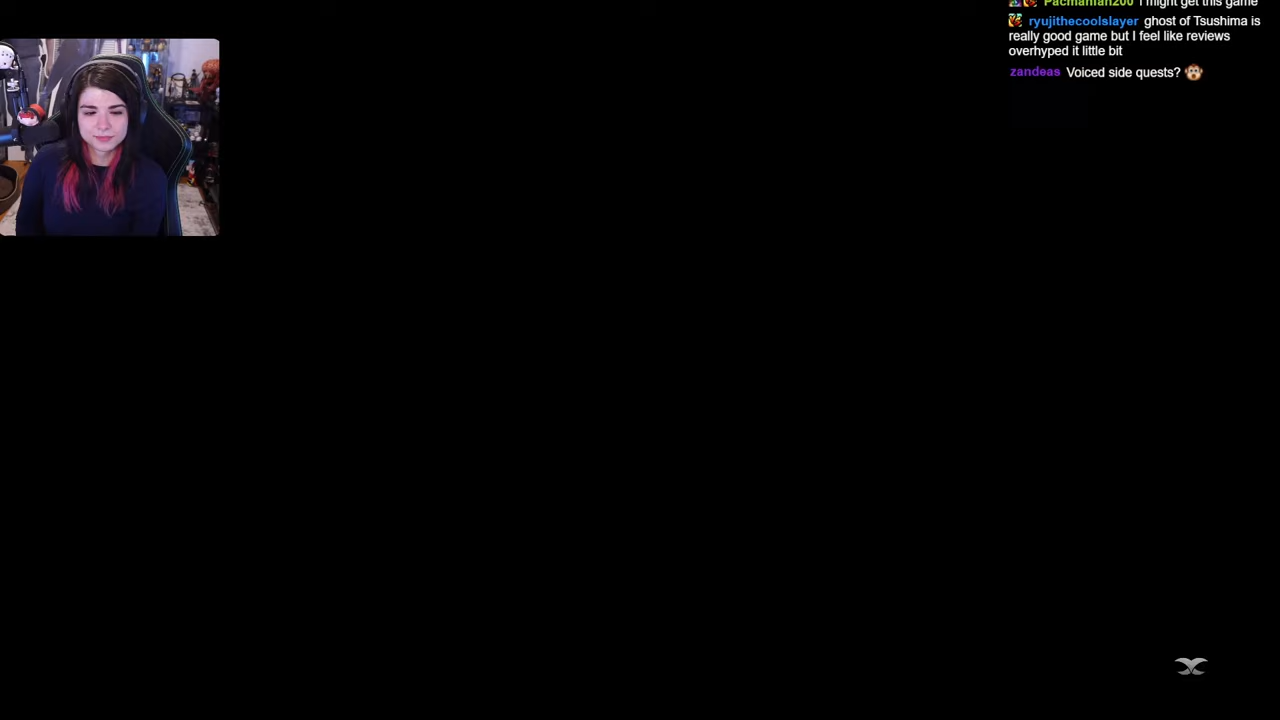 Pacmanian200 I might get this game
ryujithecoolslayer ghost of Tsushima is
really good game but I feel like reviews
overhyped it little bit
zandeas Voiced side quests?